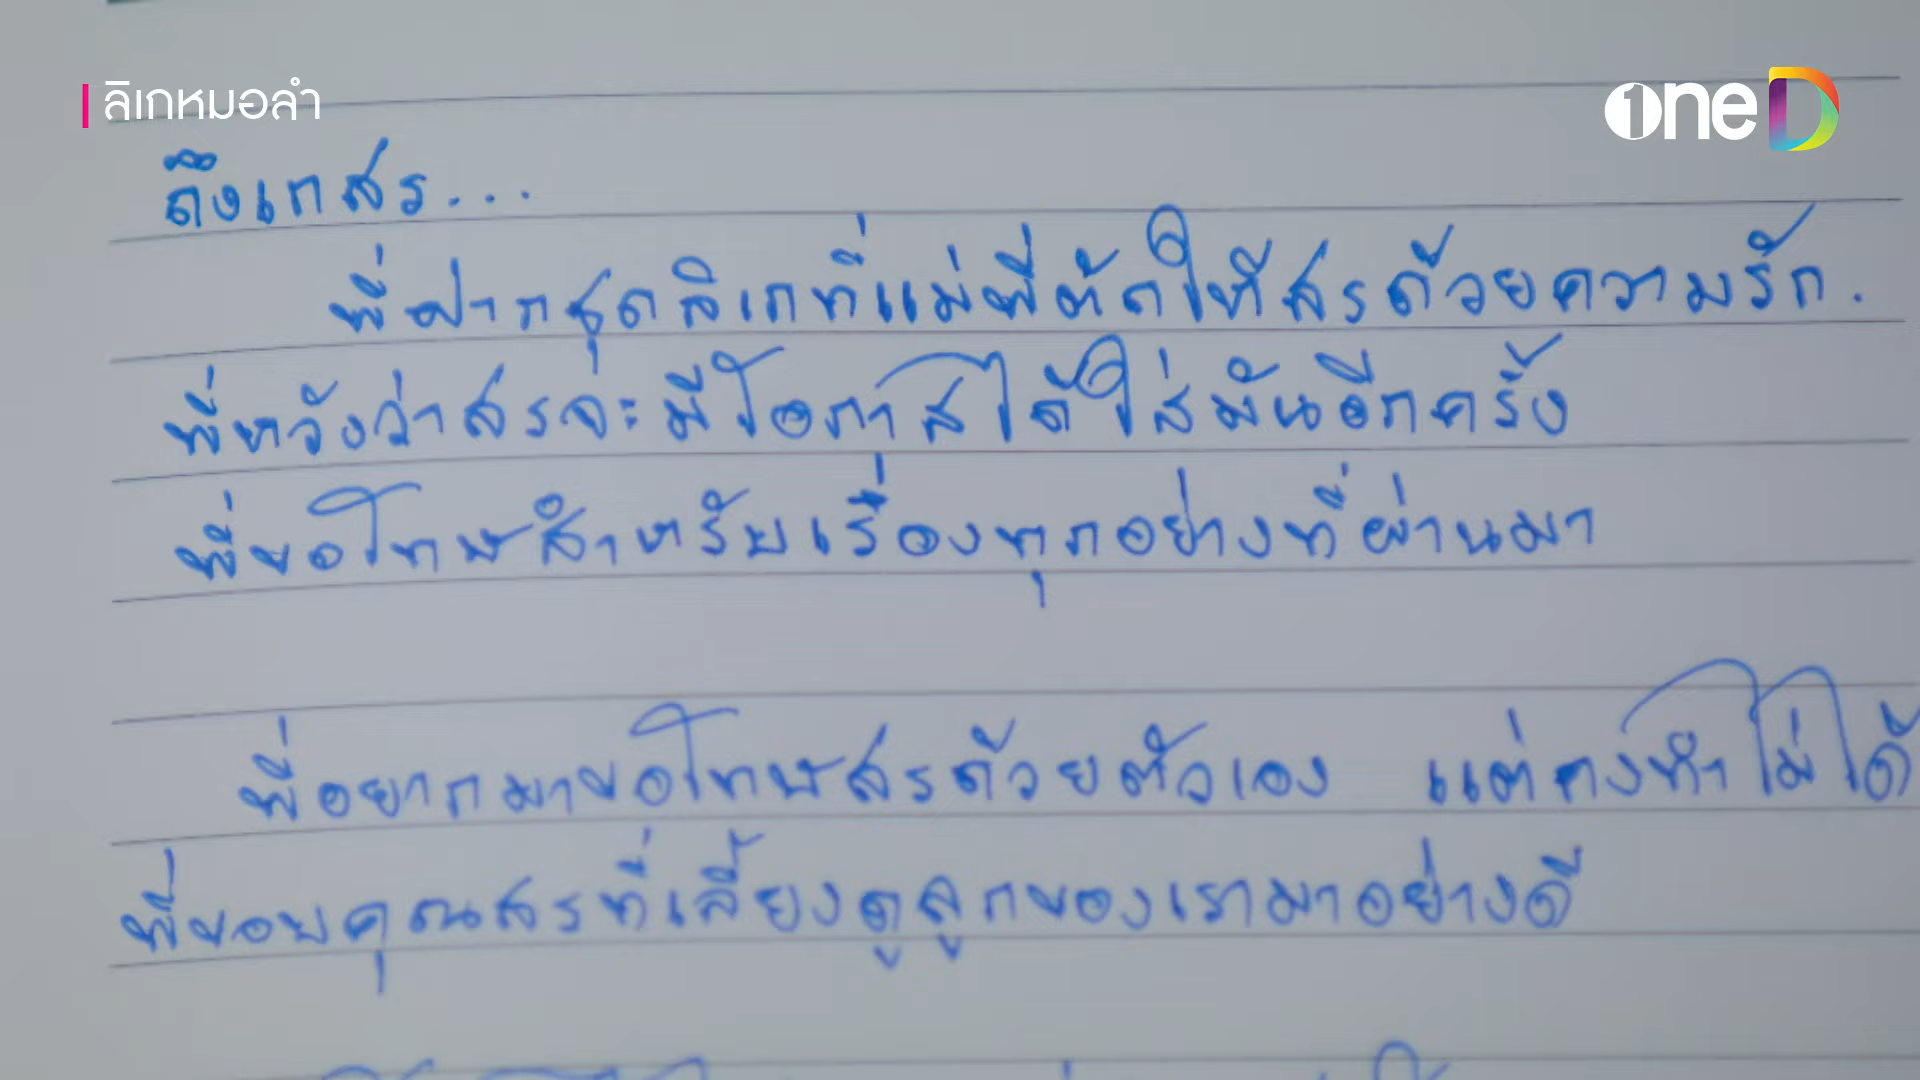 ลิเกหมอลำ
oneD
ถึงเกสร...
พี่ฝากชุดลิเกที่แม่พี่ตัดให้สรด้วยความรัก.
พี่หวังว่าสรจะมีโอกาสได้ใส่มันอีกครั้ง
พี่ขอโทษสำหรับเรื่องทุกอย่างที่ผ่านมา
พี่อยากมาขอโทษสรด้วยตัวเอง แต่คงทำไม่ได้
พี่ขอบคุณสรที่เลี้ยงดูลูกของเรามาอย่างดี